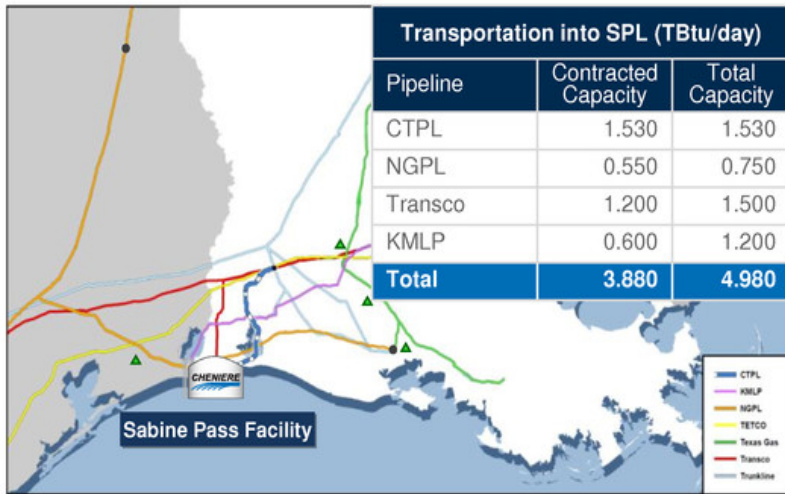 Transportation into SPL (TBtu/day)
Pipeline Contracted Capacity Total Capacity
CTPL 1.530 1.530
NGPL 0.550 0.750
Transco 1.200 1.500
KMLP 0.600 1.200
Total 3.880 4.980
CHENIERE
Sabine Pass Facility
CTPL
KMLP
NGPL
TETCO
Texas Gas
Transco
Trunkline